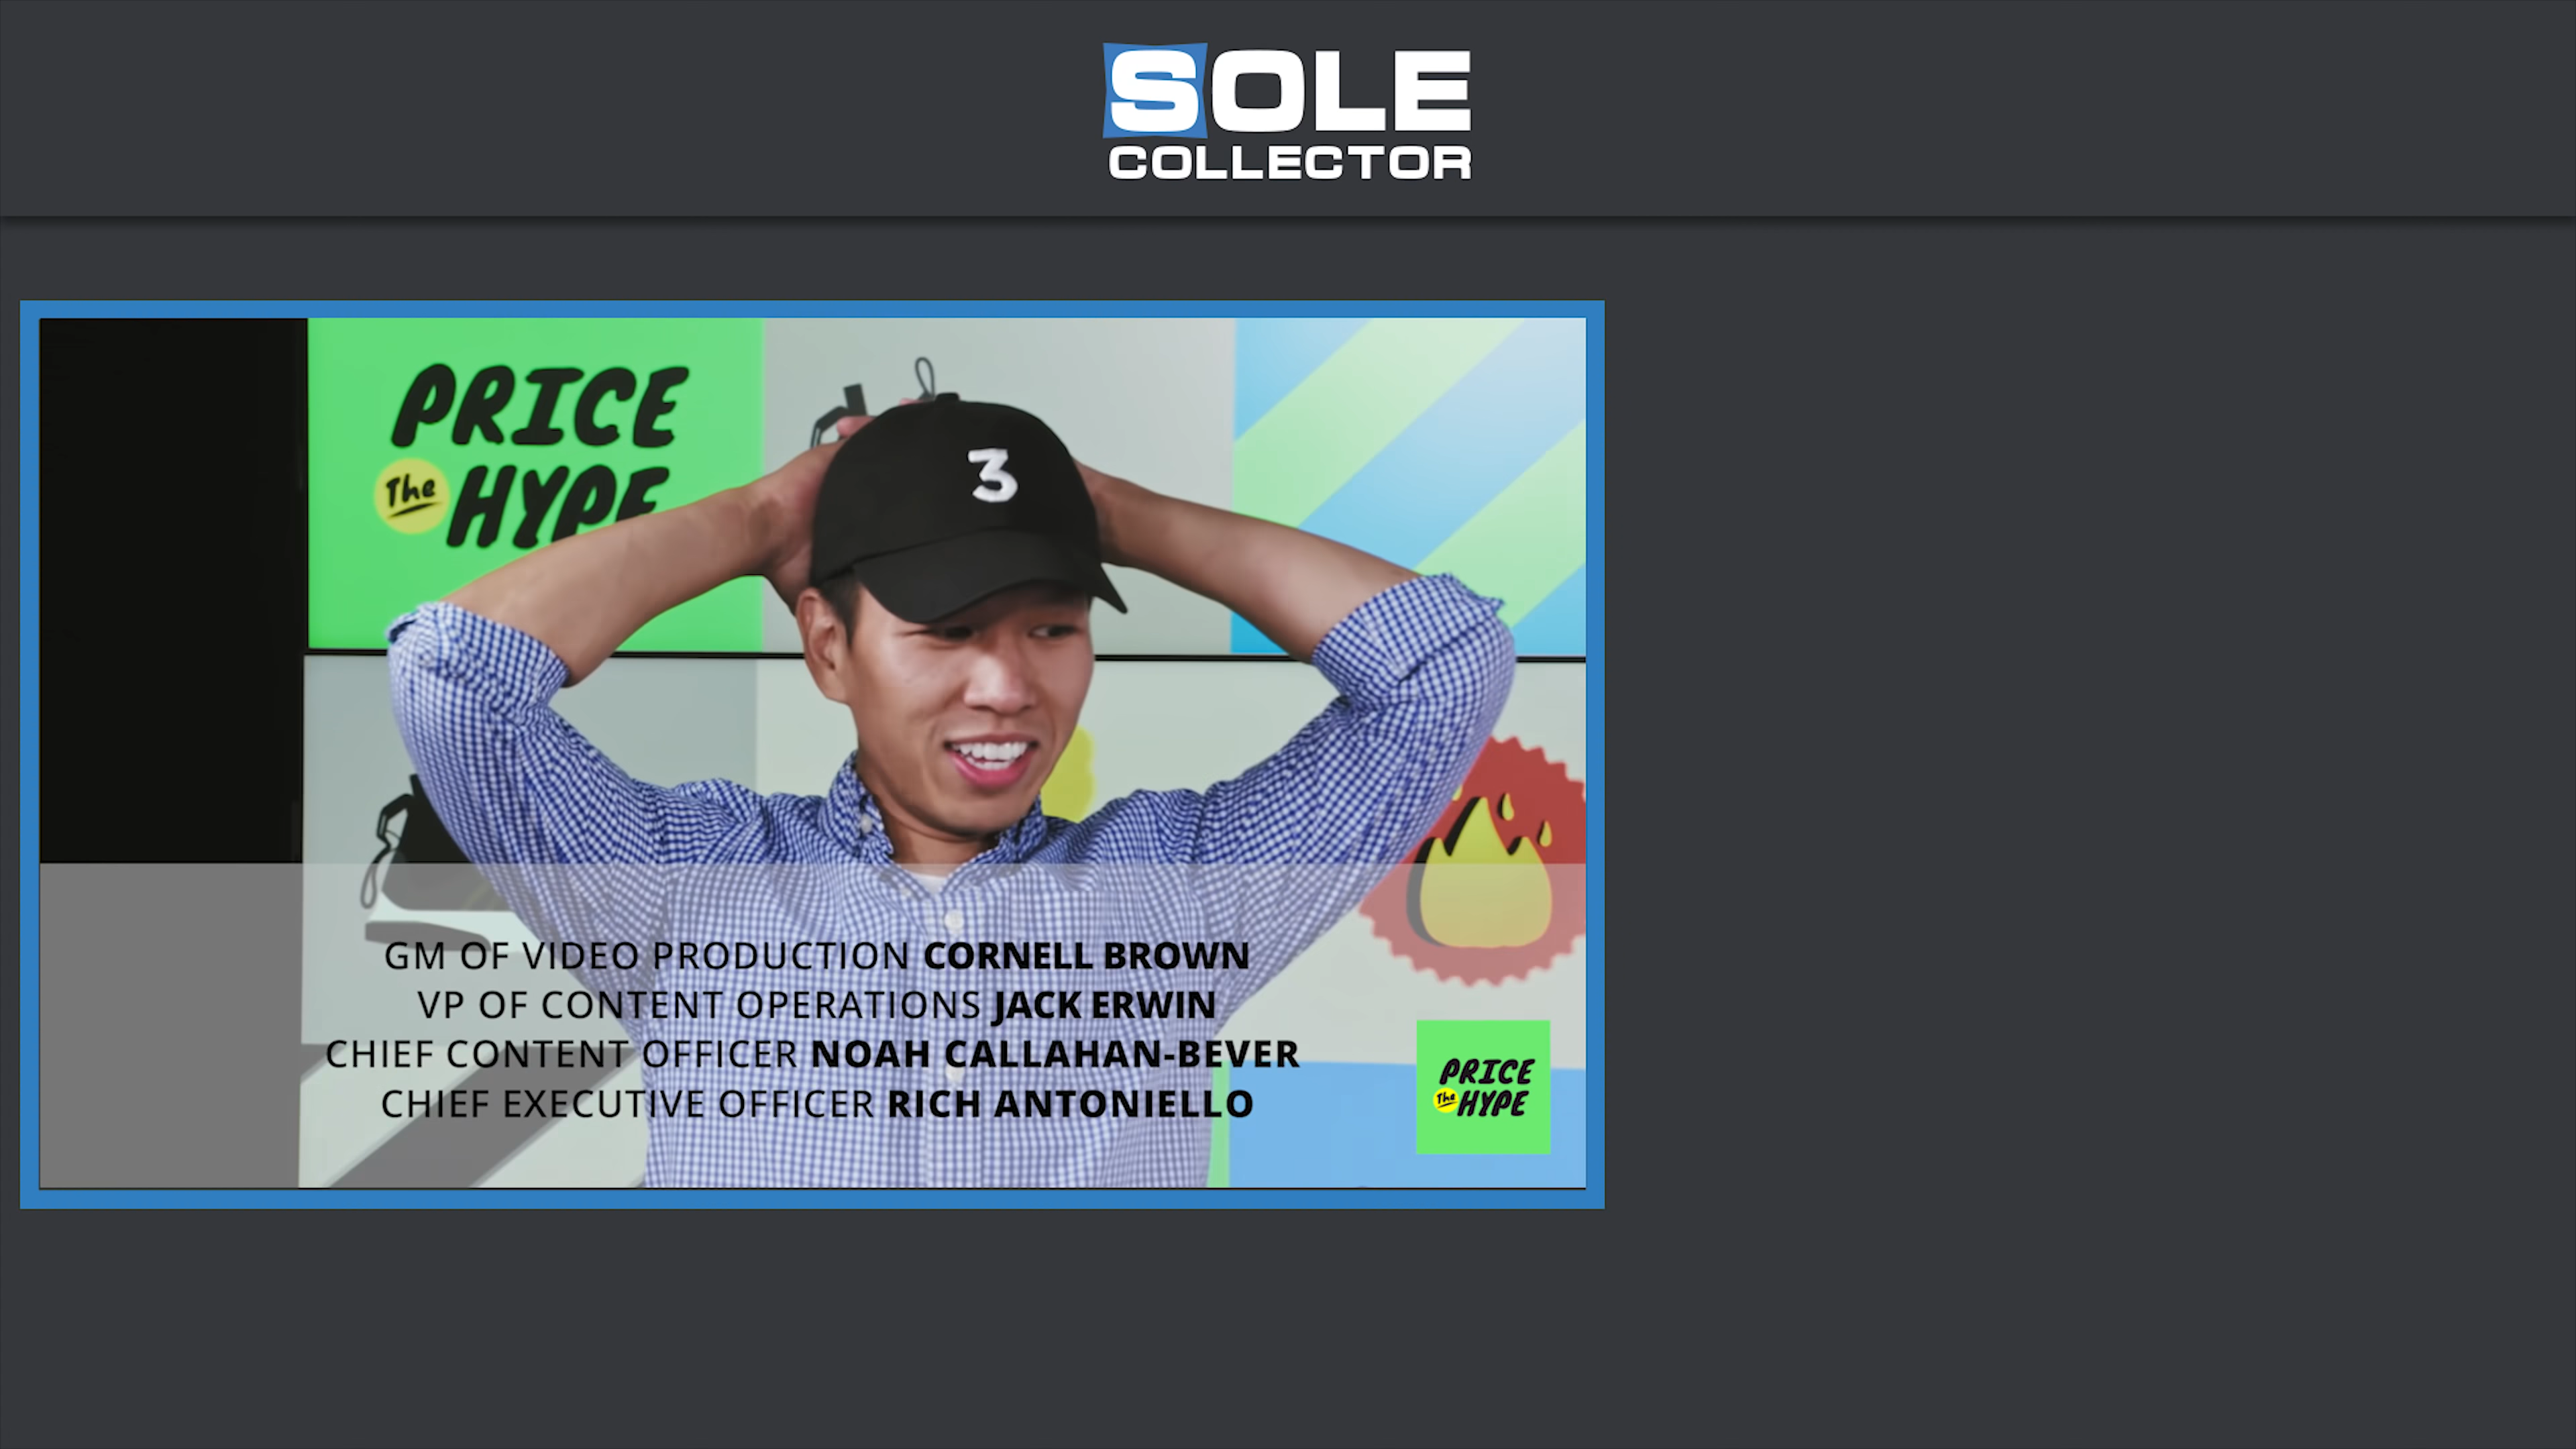 SOLE
COLLECTOR
PRICE
The HYPE
3
GM OF VIDEO PRODUCTION CORNELL BROWN
VP OF CONTENT OPERATIONS JACK ERWIN
CHIEF CONTENT OFFICER NOAH CALLAHAN-BEVER
CHIEF EXECUTIVE OFFICER RICH ANTONIELLO
PRICE
The HYPE